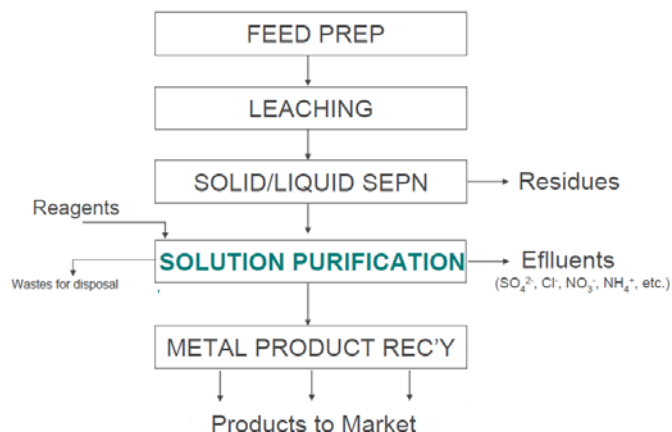 FEED PREP
LEACHING
SOLID/LIQUID SEPN
Residues
Reagents
SOLUTION PURIFICATION
Wastes for disposal
Efluents
(SO₄²⁻, Cl⁻, NO₃⁻, NH₄⁺, etc.)
METAL PRODUCT REC'Y
Products to Market